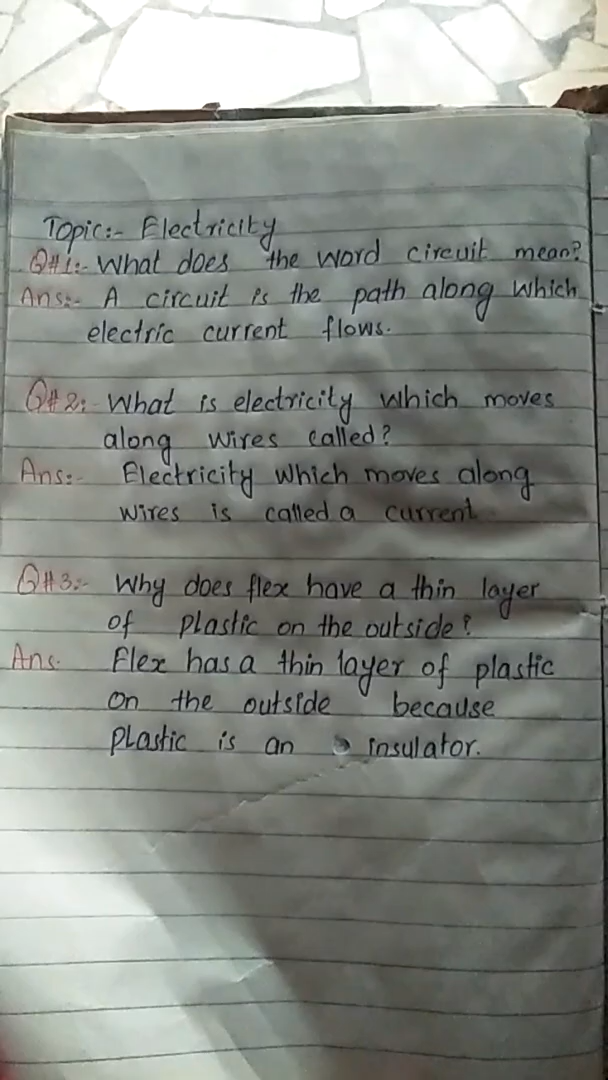 Topic:- Electricity
Q#1:- What does the word circuit mean?
Ans:- A circuit is the path along which
electric current flows.
Q#2:- What is electricity which moves
along wires called?
Ans:- Electricity which moves along
wires is called a current
Q#3:- Why does flex have a thin layer
of plastic on the outside?
Ans. Flex has a thin layer of plastic
on the outside because
plastic is an insulator.